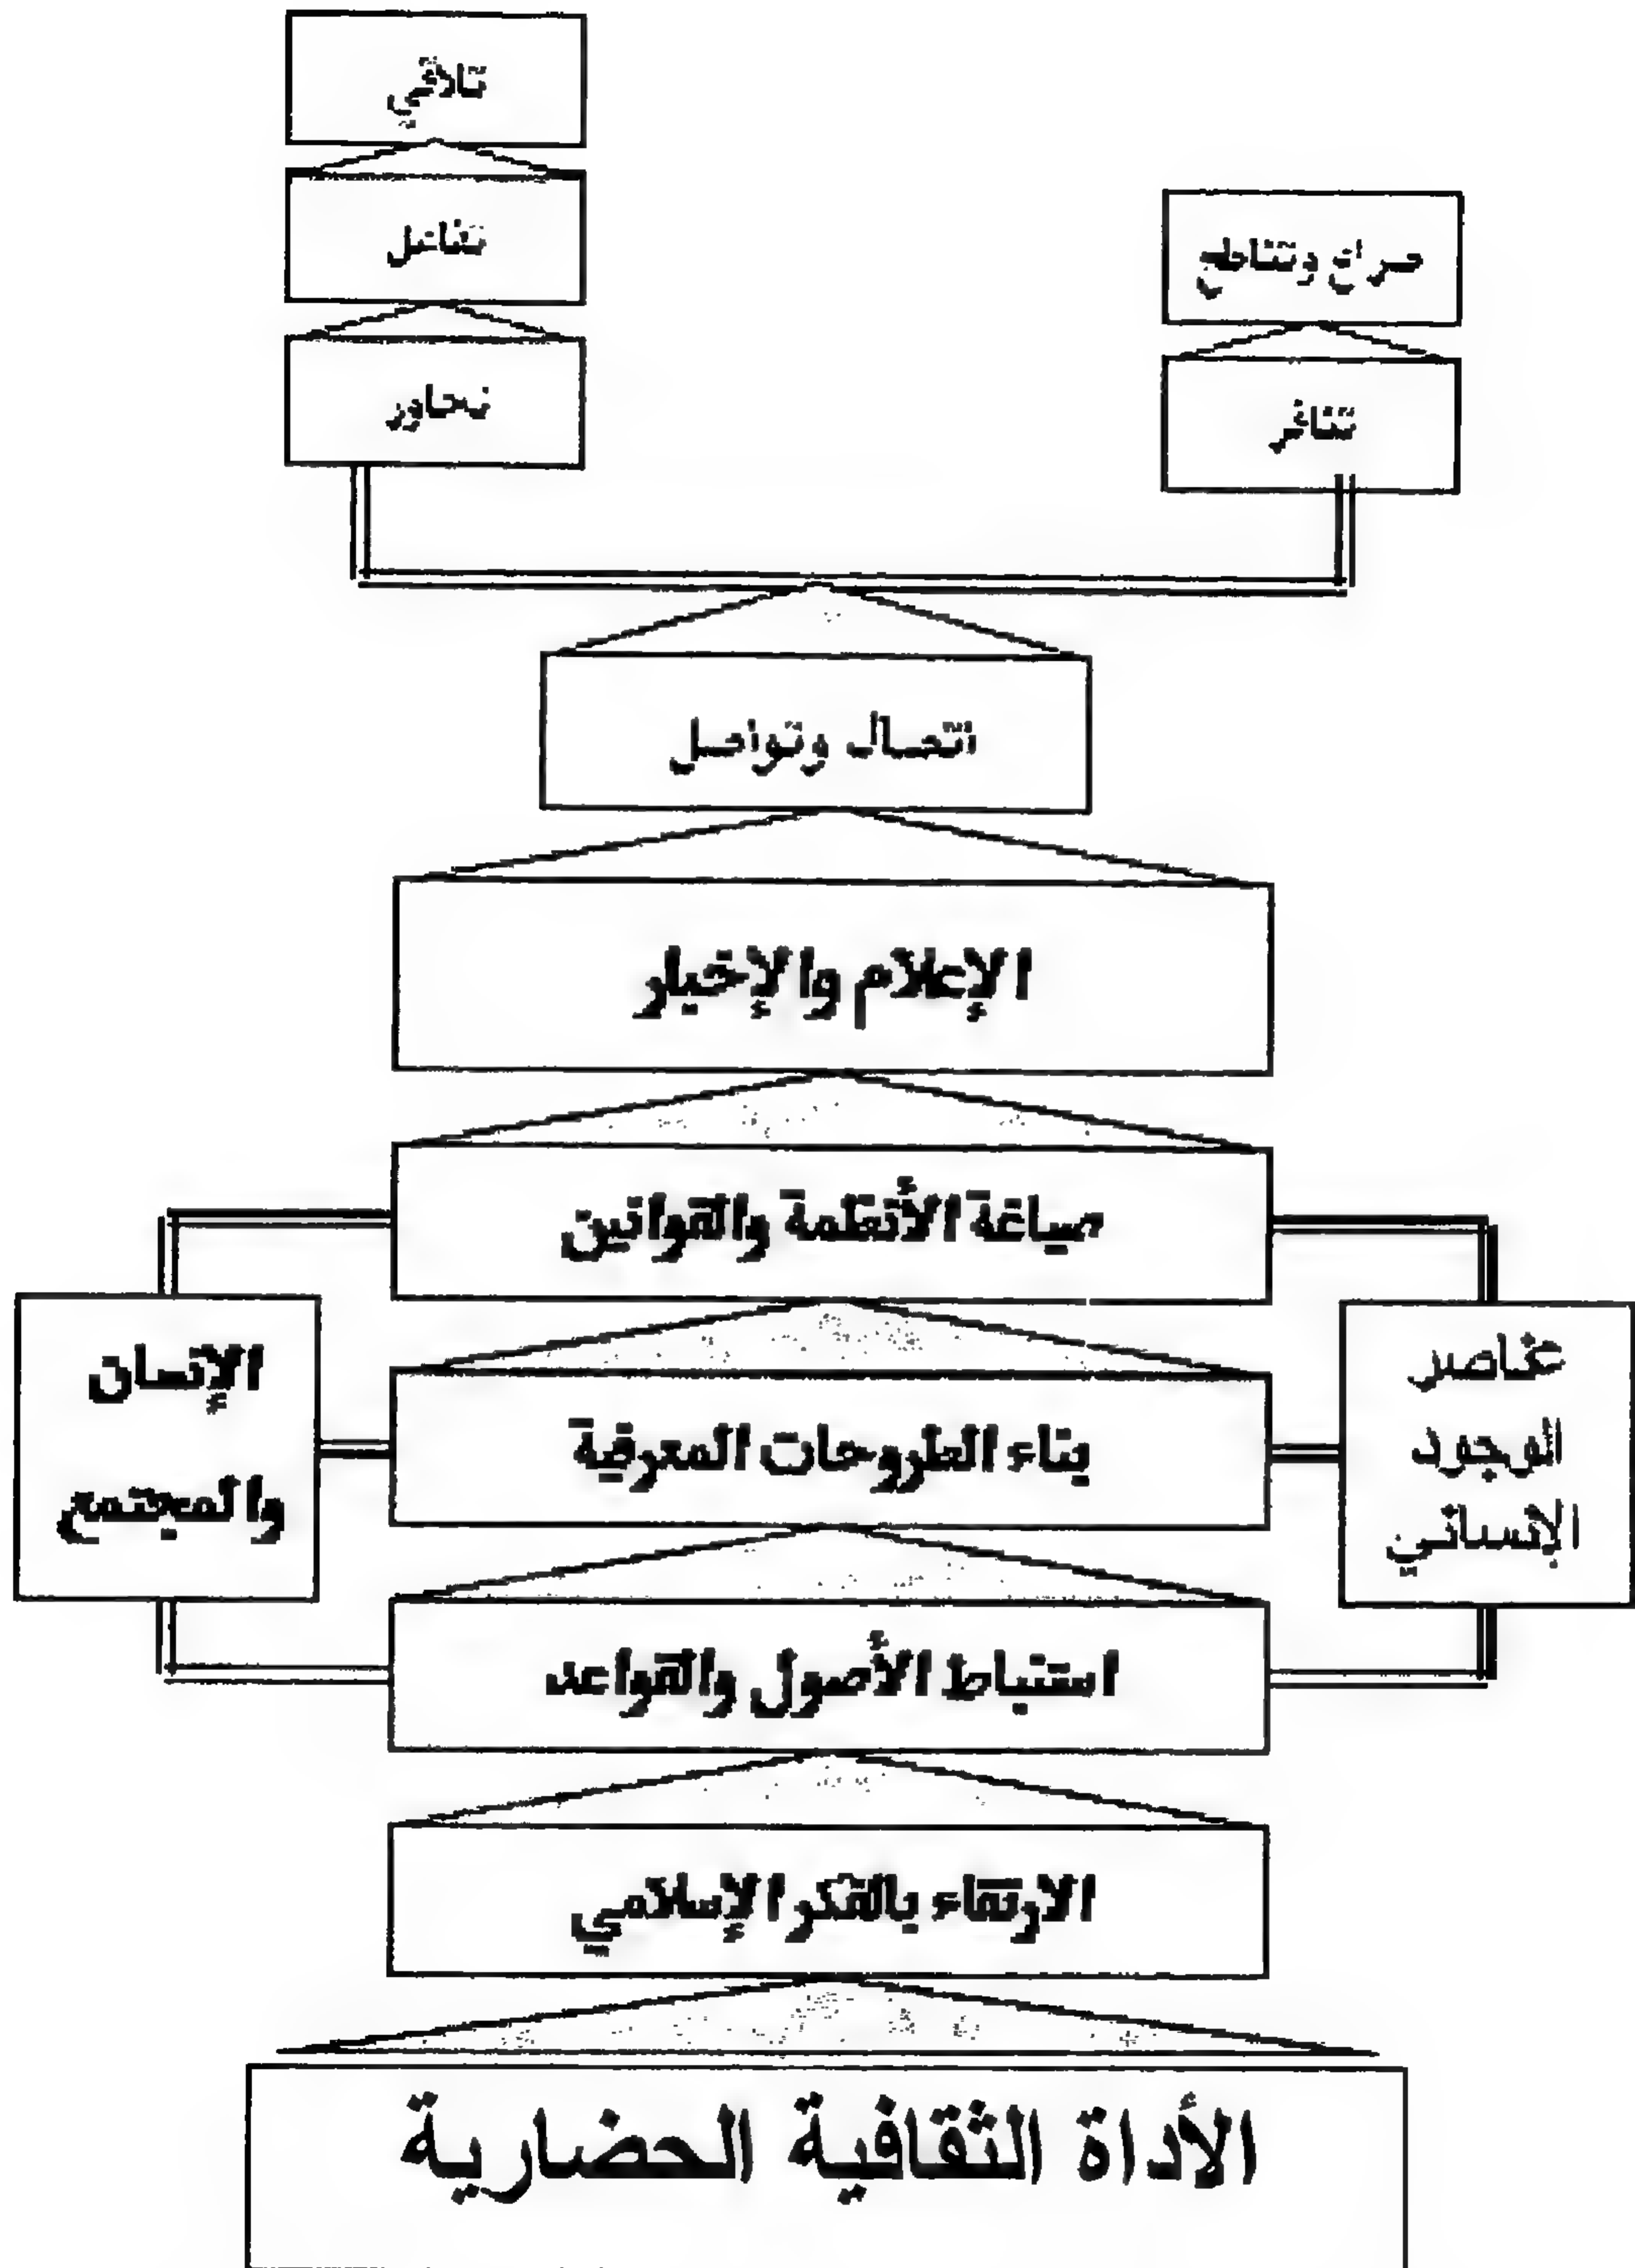 تلاقي
تفاعل
صراع وتقاطع
تحاور
تنافر
اتصال وتواصل
الإعلام والإخبار
صياغة الأنظمة والقوانين
عناصر
الوجود
الإنساني
الإنسان
والمجتمع
بناء الطروحات المعرفية
استنباط الأصول والقواعد
الارتقاء بالفكر الإسلامي
الأداة الثقافية الحضارية